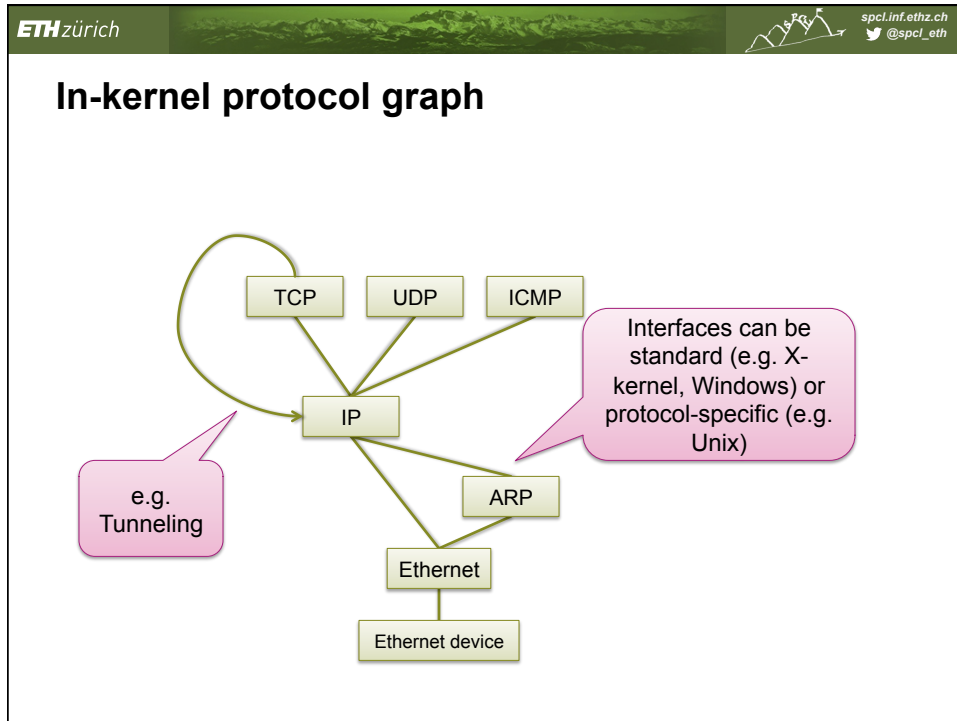 ETH zürich
spcl.inf.ethz.ch
@spcl_eth
In-kernel protocol graph
TCP
UDP
ICMP
Interfaces can be
standard (e.g. X-
kernel, Windows) or
protocol-specific (e.g.
Unix)
IP
e.g.
Tunneling
ARP
Ethernet
Ethernet device